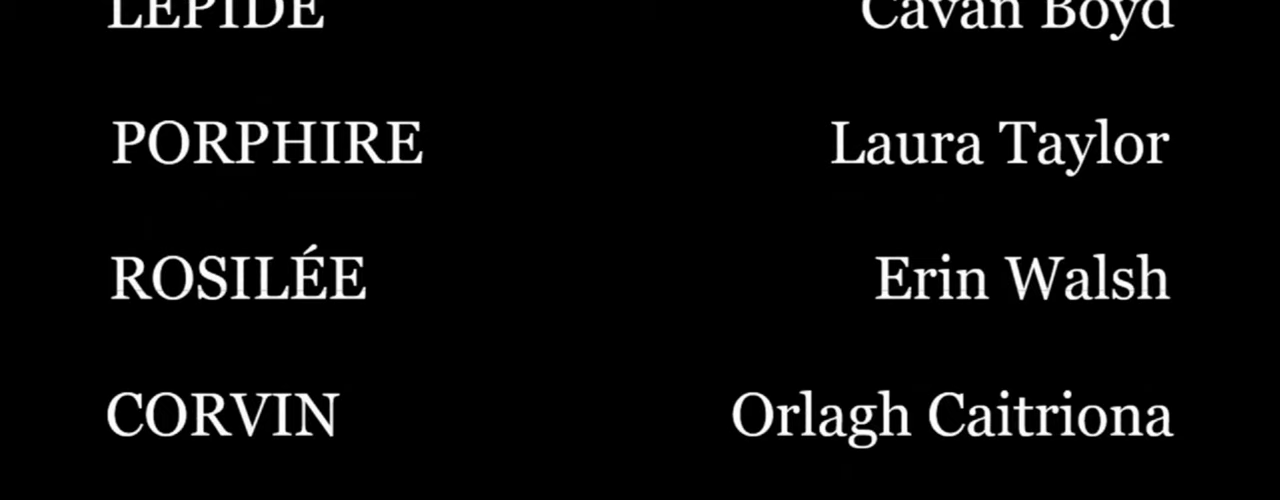 LEPIDE Cavan Boyd
PORPHIRE Laura Taylor
ROSILÉE Erin Walsh
CORVIN Orlagh Caitriona